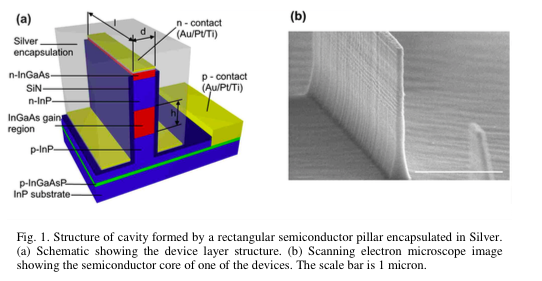 (a)
l
d
n - contact
(Au/Pt/Ti)
Silver
encapsulation
n-InGaAs
SiN
n-InP
InGaAs gain
region
p-InP
p-InGaAsP
InP substrate
p - contact
(Au/Pt/Ti)
h
(b)
Fig. 1. Structure of cavity formed by a rectangular semiconductor pillar encapsulated in Silver.
(a) Schematic showing the device layer structure. (b) Scanning electron microscope image
showing the semiconductor core of one of the devices. The scale bar is 1 micron.